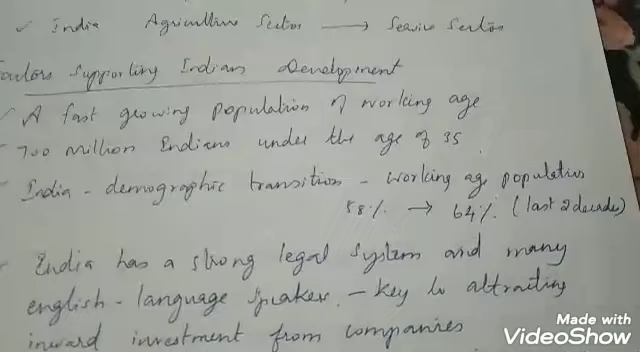 ✓ India Agriculture Sector → Service Sector
Factors Supporting Indian Development
✓ A fast growing population of working age
- 700 million Indians under the age of 35
- India - demographic transition - working age population
58% → 64% (last 2 decades)
- India has a strong legal system and many
english - language speakers - key to attracting
inward investment from companies
Made with
VideoShow